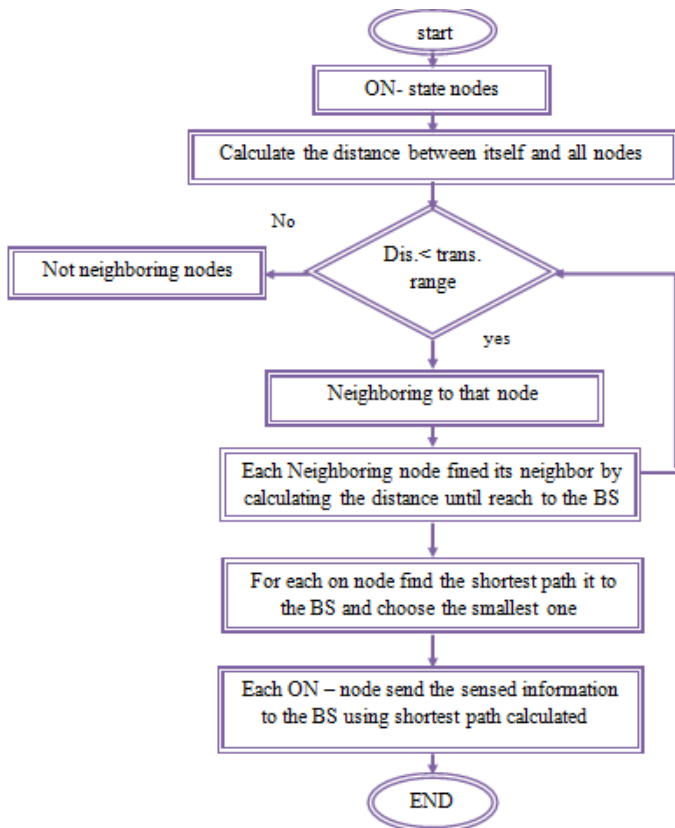 start
ON- state nodes
Calculate the distance between itself and all nodes
No
Dis.< trans.
range
Not neighboring nodes
yes
Neighboring to that node
Each Neighboring node fined its neighbor by
calculating the distance until reach to the BS
For each on node find the shortest path it to
the BS and choose the smallest one
Each ON – node send the sensed information
to the BS using shortest path calculated
END